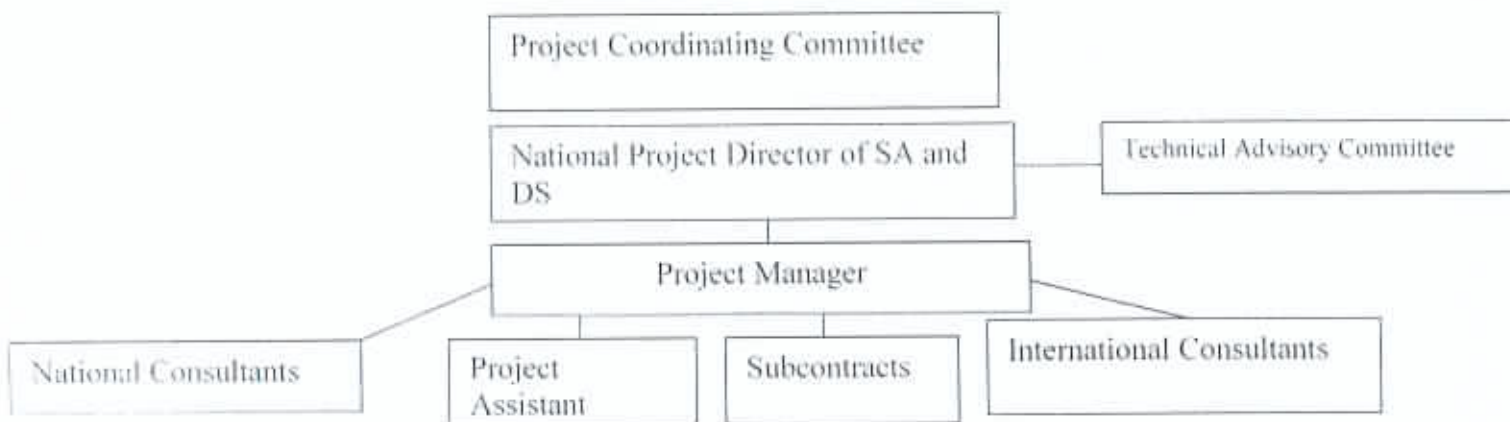 Project Coordinating Committee
National Project Director of SA and
DS
Technical Advisory Committee
Project Manager
National Consultants
Project
Assistant
Subcontracts
International Consultants